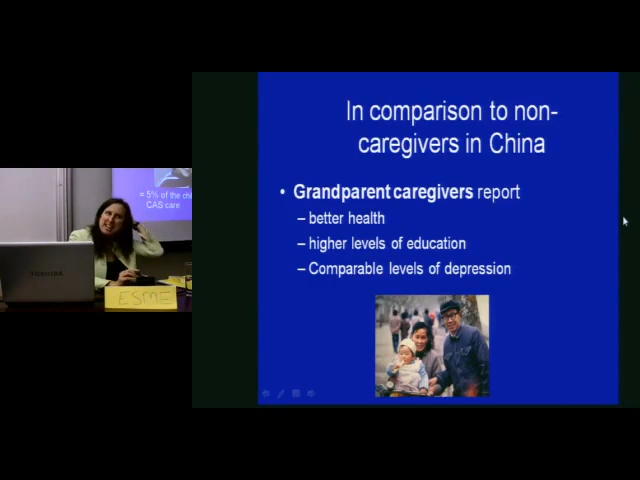 In comparison to non-
caregivers in China
• Grandparent caregivers report
– better health
– higher levels of education
– Comparable levels of depression
= 5% of the
CAS care
TOSHIBA
ESME